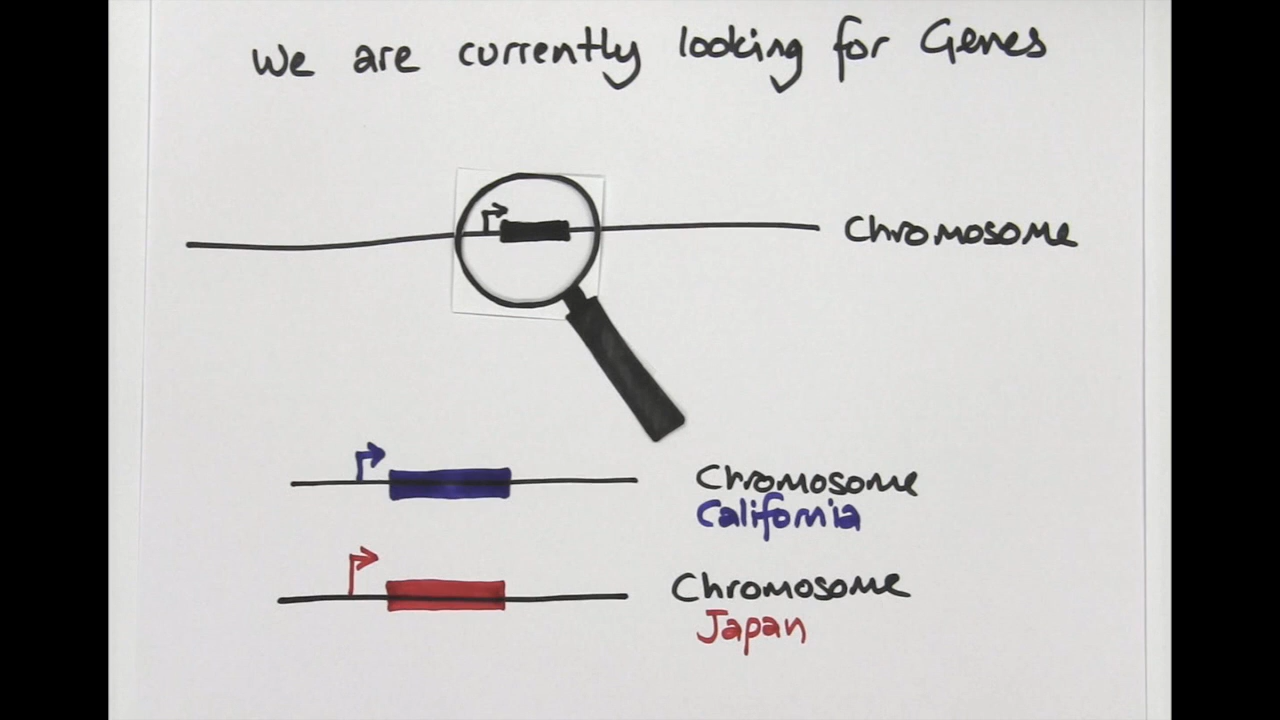 We are currently looking for Genes
Chromosome
Chromosome
California
Chromosome
Japan